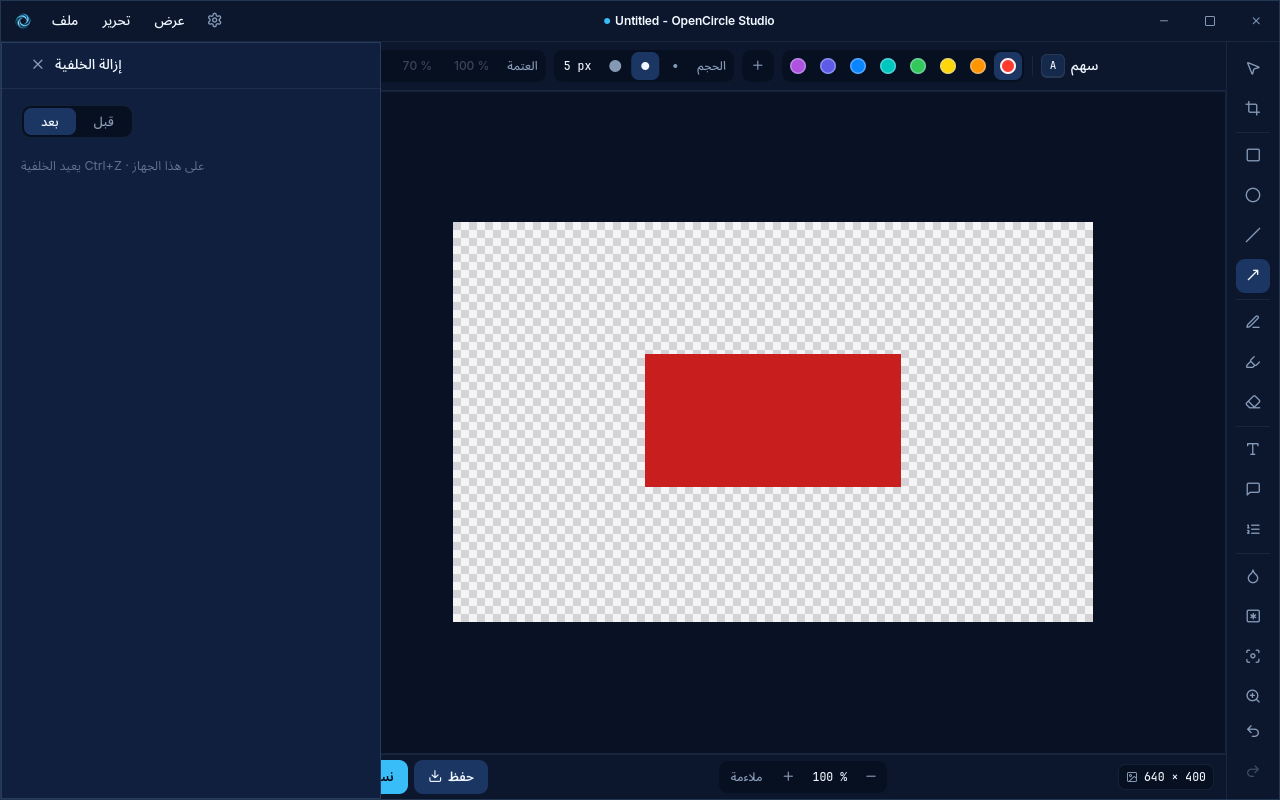 ملف تحرير عرض
Untitled - OpenCircle Studio
سهم A
الحجم 5 px
العتمة 100 % 70 %
إزالة الخلفية
قبل بعد
على هذا الجهاز · Ctrl+Z يعيد الخلفية
640 × 400
100 % ملاءمة
حفظ